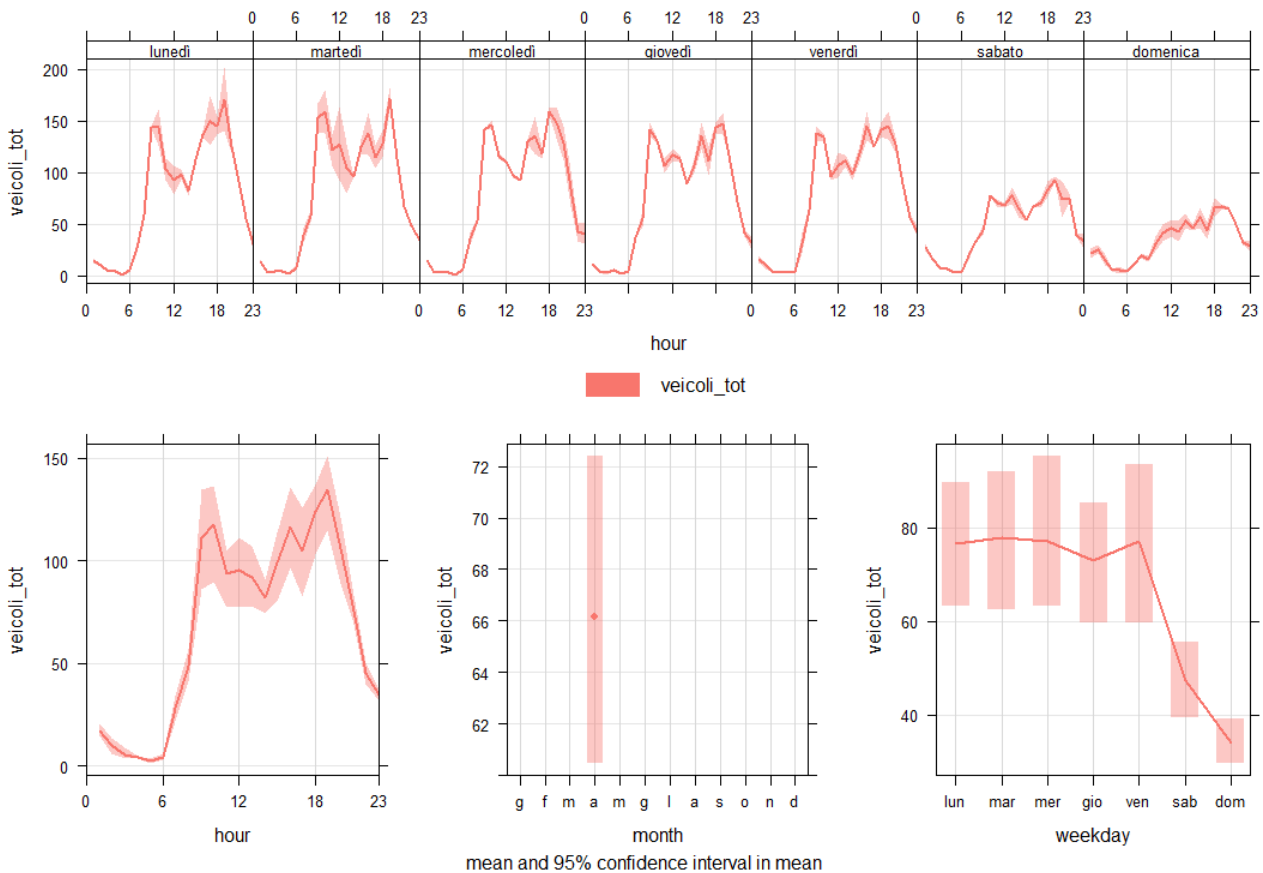 0 6 12 18 23 0 6 12 18 23 0 6 12 18 23
lunedì martedì mercoledì giovedì venerdì sabato domenica
200
150
100
50
0
veicoli_tot
0 6 12 18 23 0 6 12 18 23 0 6 12 18 23 0 6 12 18 23
hour
veicoli_tot
150
100
50
0
veicoli_tot
0 6 12 18 23
hour
72
70
68
66
64
62
veicoli_tot
g f m a m g l a s o n d
month
80
60
40
veicoli_tot
lun mar mer gio ven sab dom
weekday
mean and 95% confidence interval in mean